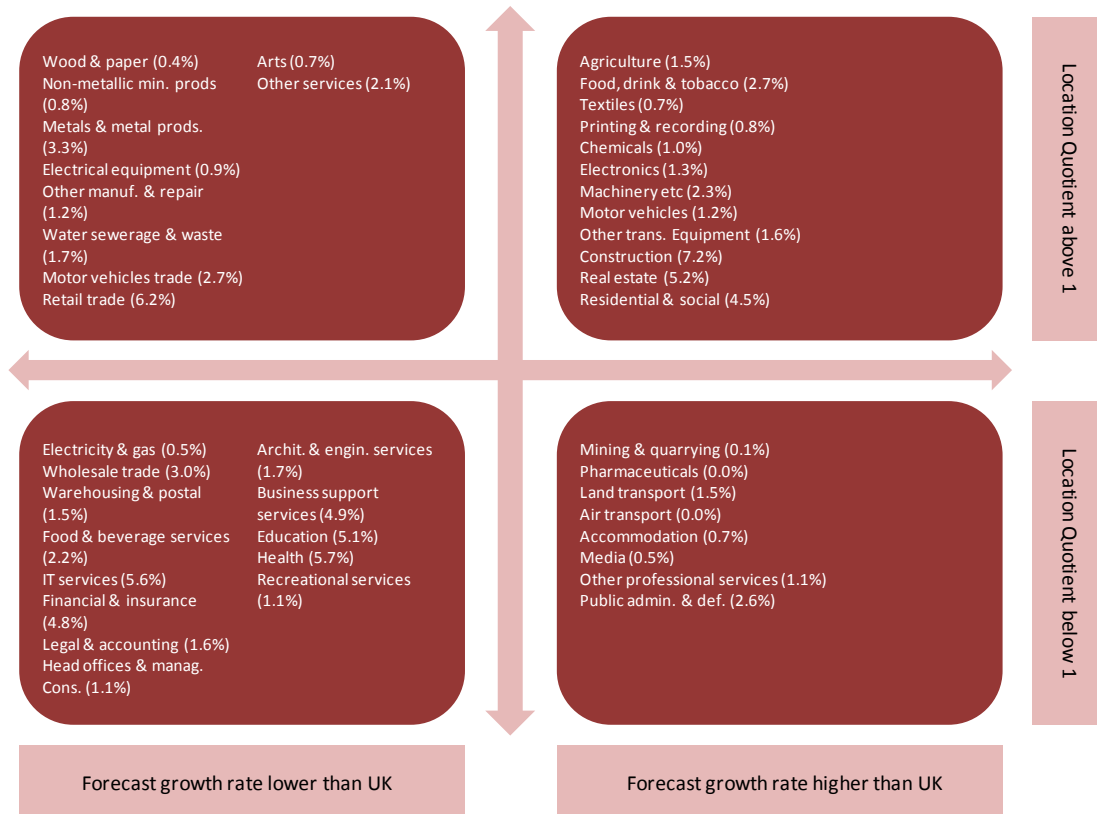 Wood & paper (0.4%)
Non-metallic min. prods
(0.8%)
Metals & metal prods.
(3.3%)
Electrical equipment (0.9%)
Other manuf. & repair
(1.2%)
Water sewerage & waste
(1.7%)
Motor vehicles trade (2.7%)
Retail trade (6.2%)
Arts (0.7%)
Other services (2.1%)
Agriculture (1.5%)
Food, drink & tobacco (2.7%)
Textiles (0.7%)
Printing & recording (0.8%)
Chemicals (1.0%)
Electronics (1.3%)
Machinery etc (2.3%)
Motor vehicles (1.2%)
Other trans. Equipment (1.6%)
Construction (7.2%)
Real estate (5.2%)
Residential & social (4.5%)
Location Quotient above 1
Electricity & gas (0.5%)
Wholesale trade (3.0%)
Warehousing & postal
(1.5%)
Food & beverage services
(2.2%)
IT services (5.6%)
Financial & insurance
(4.8%)
Legal & accounting (1.6%)
Head offices & manag.
Cons. (1.1%)
Archit. & engin. services
(1.7%)
Business support
services (4.9%)
Education (5.1%)
Health (5.7%)
Recreational services
(1.1%)
Mining & quarrying (0.1%)
Pharmaceuticals (0.0%)
Land transport (1.5%)
Air transport (0.0%)
Accommodation (0.7%)
Media (0.5%)
Other professional services (1.1%)
Public admin. & def. (2.6%)
Location Quotient below 1
Forecast growth rate lower than UK
Forecast growth rate higher than UK